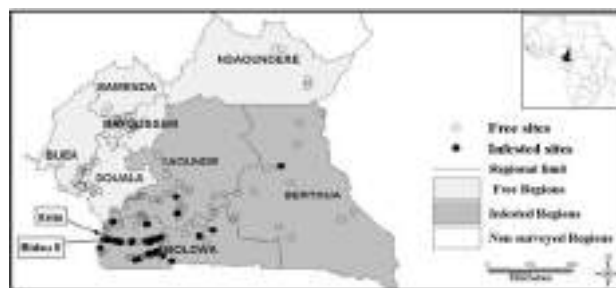 NGAOUNDERE
BAMENDA
BAFOUSSAM
BUEA
YAOUNDE
DOUALA
BERTOUA
EBOLOWA
Free sites
Infested sites
Regional limit
Free Regions
Infested Regions
Non surveyed Regions